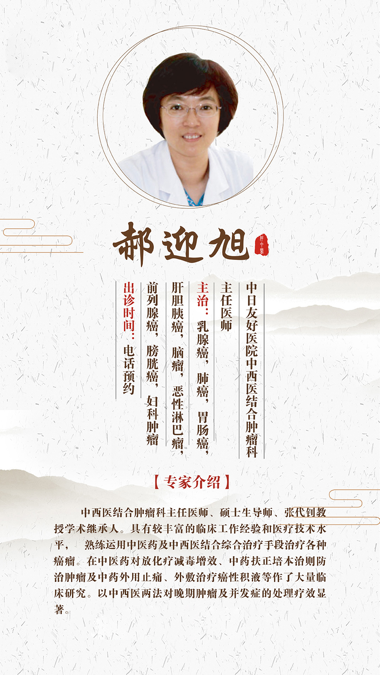 郝迎旭
中日友好医院中西医结合肿瘤科
主任医师
主治：乳腺癌，肺癌，胃肠癌，
肝胆胰癌，脑瘤，恶性淋巴瘤，
前列腺癌，膀胱癌，妇科肿瘤
出诊时间：电话预约
【专家介绍】
中西医结合肿瘤科主任医师、硕士生导师、张代钊教
授学术继承人。具有较丰富的临床工作经验和医疗技术水
平，　熟练运用中医药及中西医结合综合治疗手段治疗各种
癌瘤。在中医药对放化疗减毒增效、中药扶正培本治则防
治肿瘤及中药外用止痛、外敷治疗癌性积液等作了大量临
床研究。以中西医两法对晚期肿瘤及并发症的处理疗效显
著。